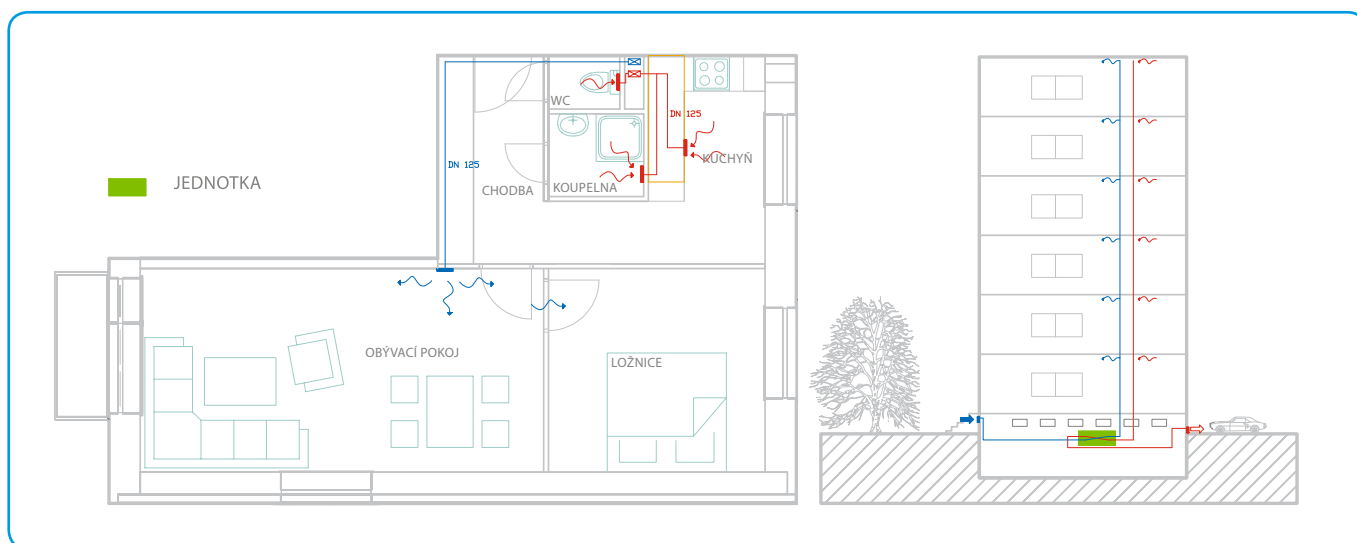 WC
DN 125
KUCHYŇ
DN 125
JEDNOTKA
CHODBA
KOUPELNA
OBÝVACÍ POKOJ
LOŽNICE